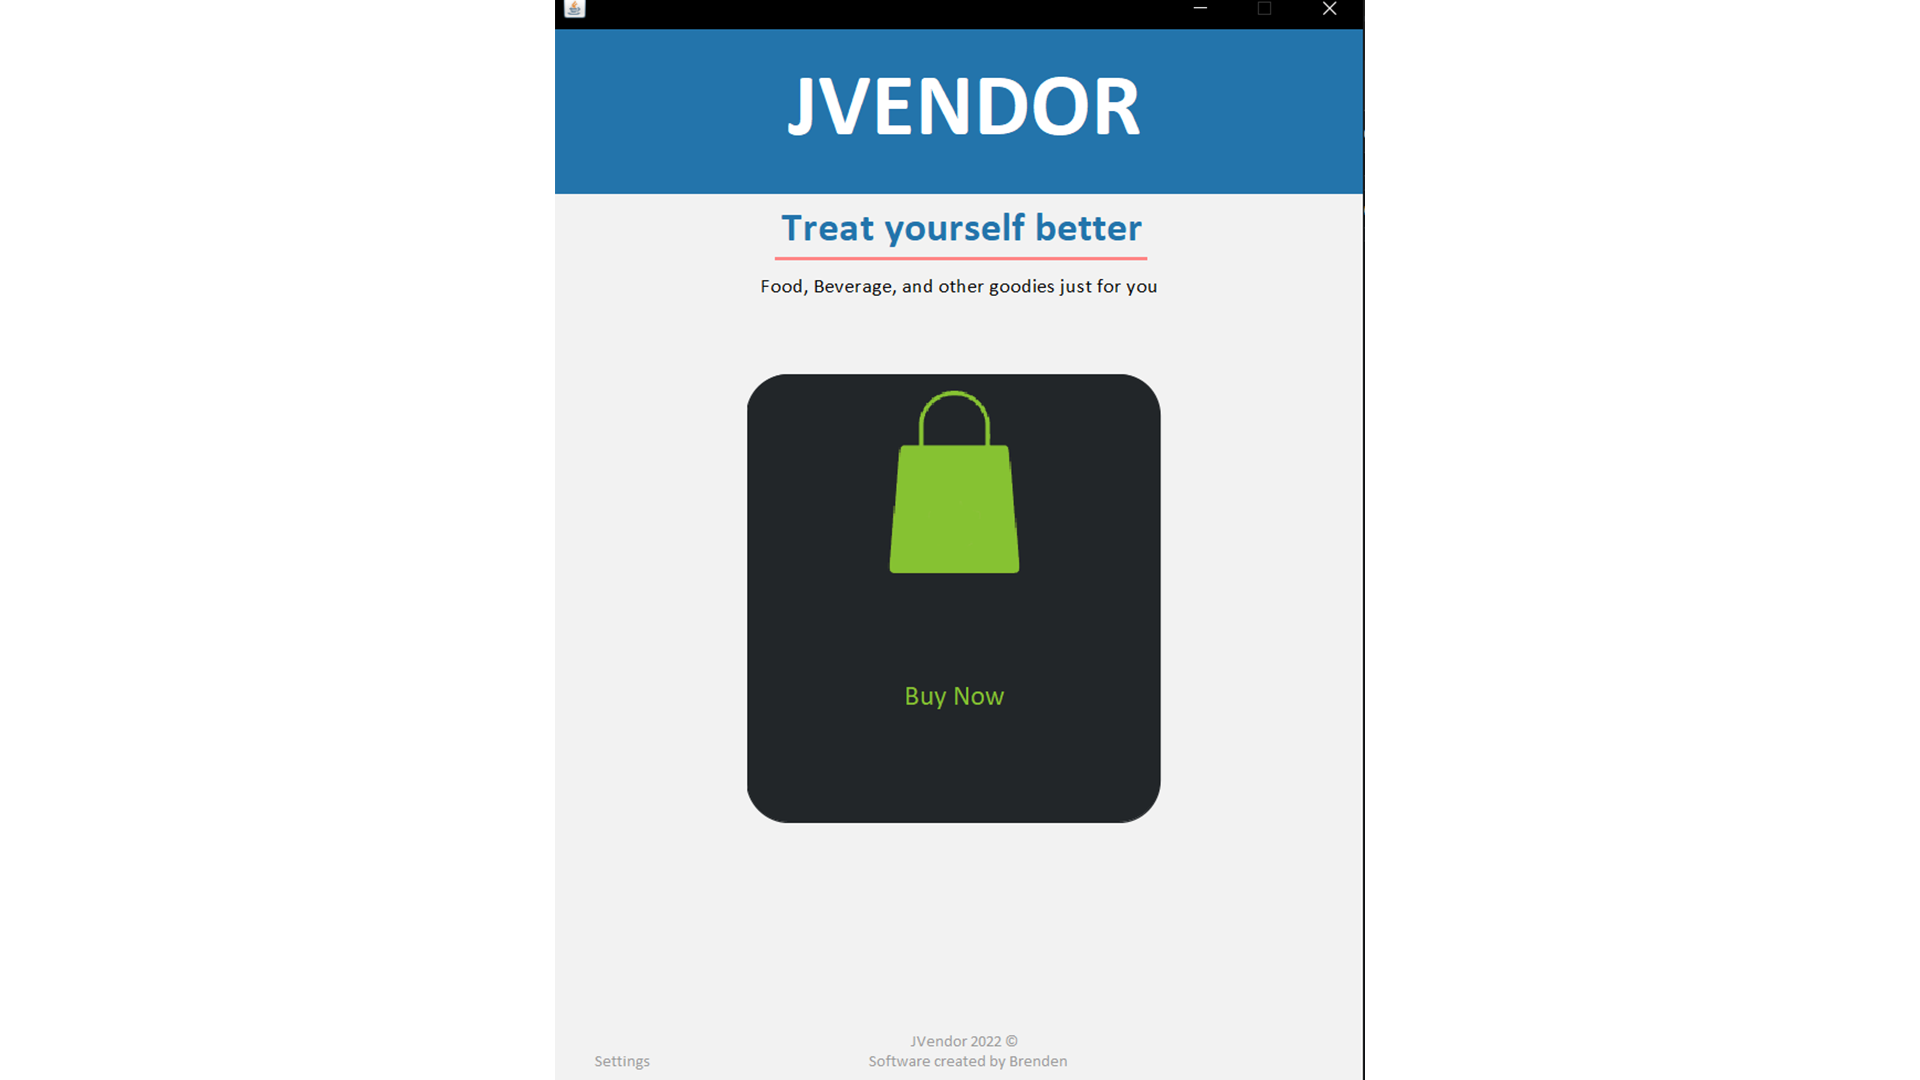 JVENDOR
Treat yourself better
Food, Beverage, and other goodies just for you
Buy Now
JVendor 2022 ©
Settings
Software created by Brenden